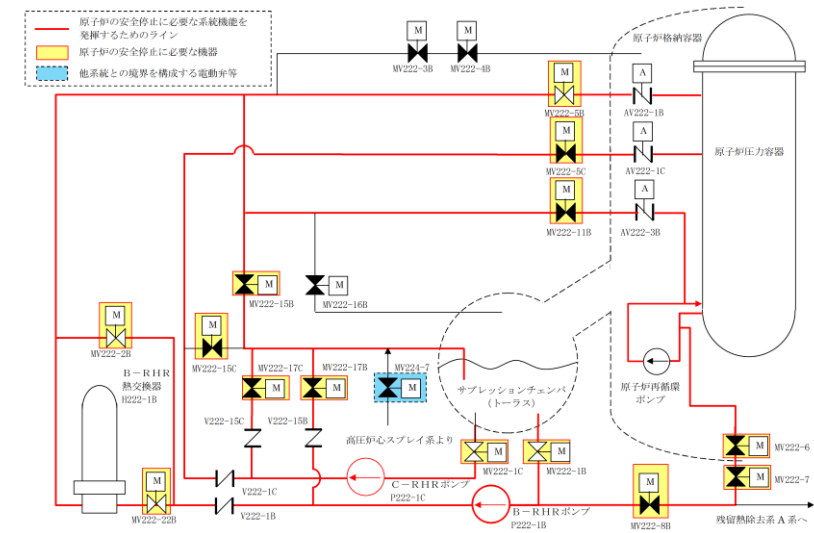 原子炉の安全停止に必要な系統機能を
発揮するためのライン
原子炉の安全停止に必要な機器
他系統との境界を構成する電動弁等
M
M
MV222-3B
MV222-4B
原子炉格納容器
M
MV222-5B
A
AV222-1B
M
MV222-5C
A
AV222-1C
原子炉圧力容器
M
MV222-11B
A
AV222-3B
M
MV222-15B
M
MV222-16B
M
MV222-2B
M
MV222-15C
MV222-17C
M
MV222-17B
M
MV224-7
M
B-RHR
熱交換器
H222-1B
サプレッションチェンバ
(トーラス)
原子炉再循環
ポンプ
V222-15C
V222-15B
高圧炉心スプレイ系より
M
MV222-1C
M
MV222-1B
M
MV222-6
M
MV222-7
V222-1C
C-RHRポンプ
P222-1C
M
MV222-22B
V222-1B
B-RHRポンプ
P222-1B
M
MV222-8B
残留熱除去系A系へ